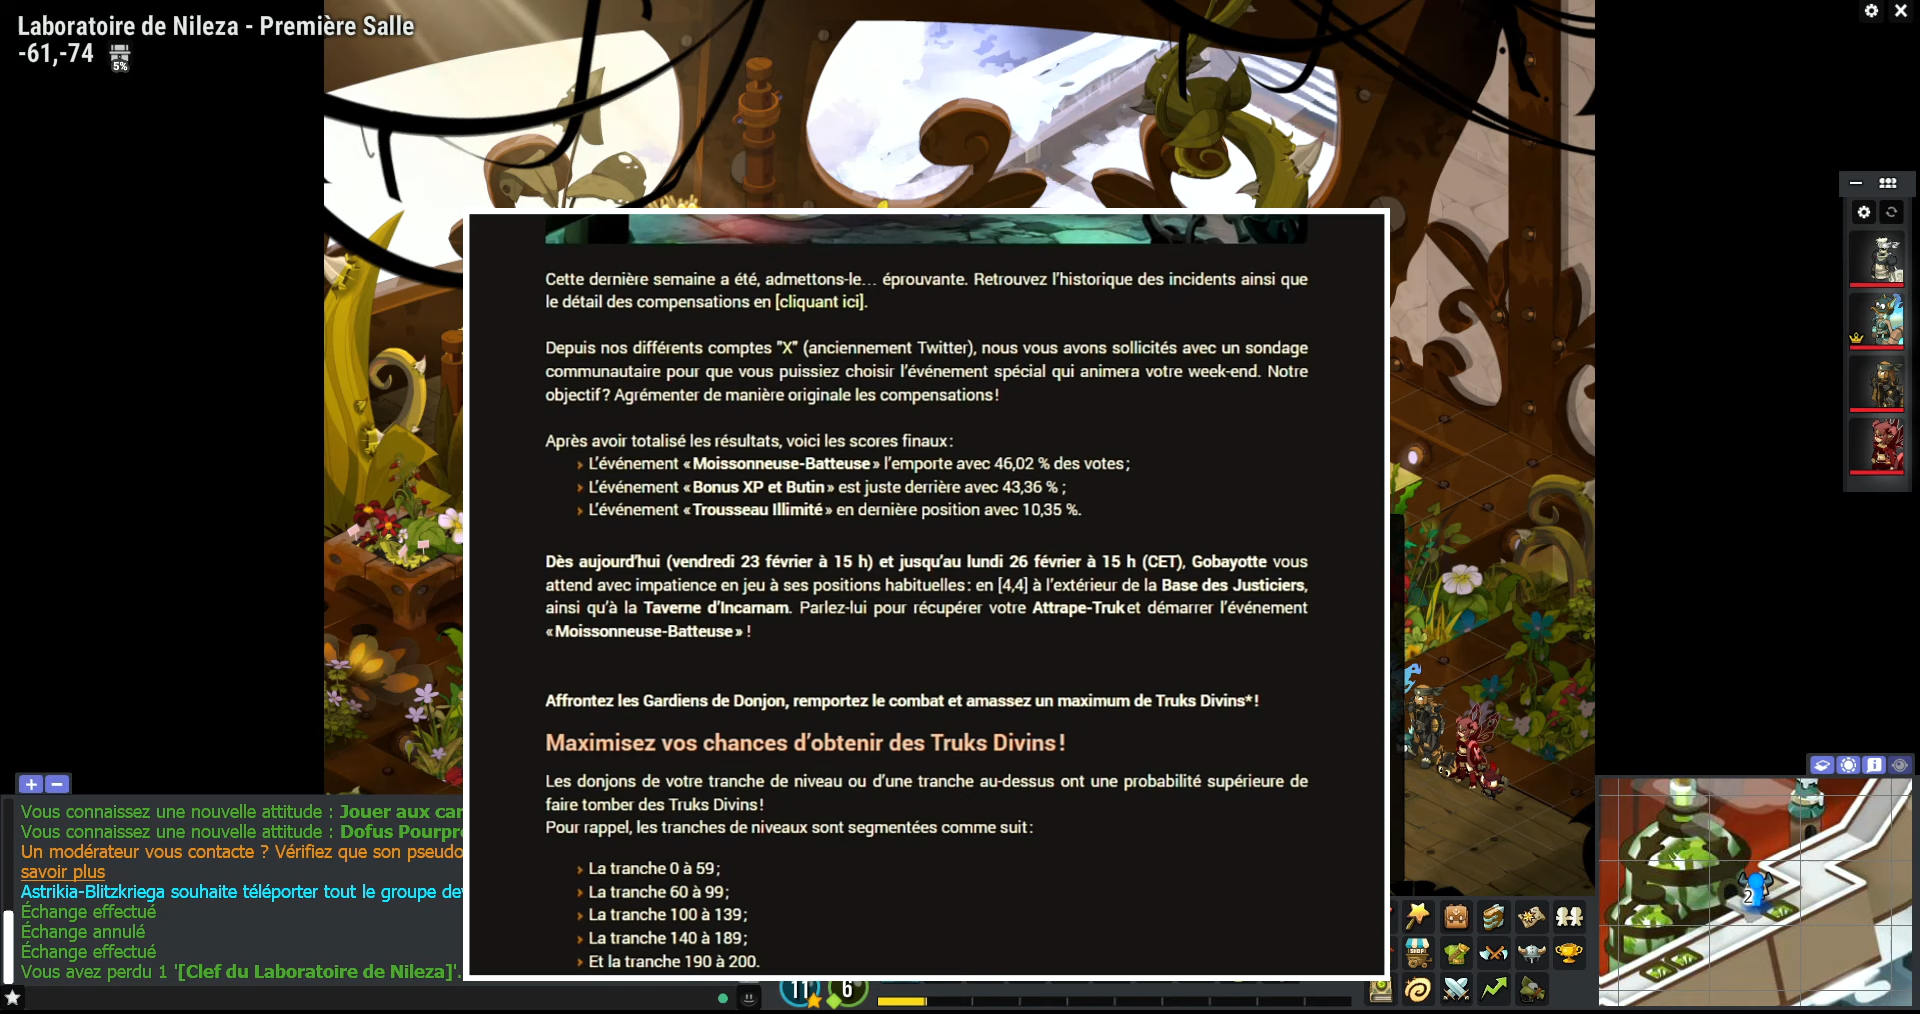 Laboratoire de Nileza - Première Salle
-61,-74
5%
Cette dernière semaine a été, admettons-le... éprouvante. Retrouvez l'historique des incidents ainsi que
le détail des compensations en [cliquant ici].
Depuis nos différents comptes "X" (anciennement Twitter), nous vous avons sollicités avec un sondage
communautaire pour que vous puissiez choisir l'événement spécial qui animera votre week-end. Notre
objectif ? Agrémenter de manière originale les compensations !
Après avoir totalisé les résultats, voici les scores finaux :
› L'événement « Moissonneuse-Batteuse » l'emporte avec 46,02 % des votes ;
› L'événement « Bonus XP et Butin » est juste derrière avec 43,36 % ;
› L'événement « Trousseau Illimité » en dernière position avec 10,35 %.
Dès aujourd'hui (vendredi 23 février à 15 h) et jusqu'au lundi 26 février à 15 h (CET), Gobayotte vous
attend avec impatience en jeu à ses positions habituelles : en [4,4] à l'extérieur de la Base des Justiciers,
ainsi qu'à la Taverne d'Incarnam. Parlez-lui pour récupérer votre Attrape-Truk et démarrer l'événement
« Moissonneuse-Batteuse » !
Affrontez les Gardiens de Donjon, remportez le combat et amassez un maximum de Truks Divins* !
Maximisez vos chances d'obtenir des Truks Divins !
Les donjons de votre tranche de niveau ou d'une tranche au-dessus ont une probabilité supérieure de
faire tomber des Truks Divins !
Pour rappel, les tranches de niveaux sont segmentées comme suit :
› La tranche 0 à 59 ;
› La tranche 60 à 99 ;
› La tranche 100 à 139 ;
› La tranche 140 à 189 ;
› Et la tranche 190 à 200.
Vous connaissez une nouvelle attitude : Jouer aux car
Vous connaissez une nouvelle attitude : Dofus Pourpr
Un modérateur vous contacte ? Vérifiez que son pseudo
savoir plus
Astrikia-Blitzkriega souhaite téléporter tout le groupe de
Échange effectué
Échange annulé
Échange effectué
Vous avez perdu 1 '[Clef du Laboratoire de Nileza]'.
11
6
SHOP
2